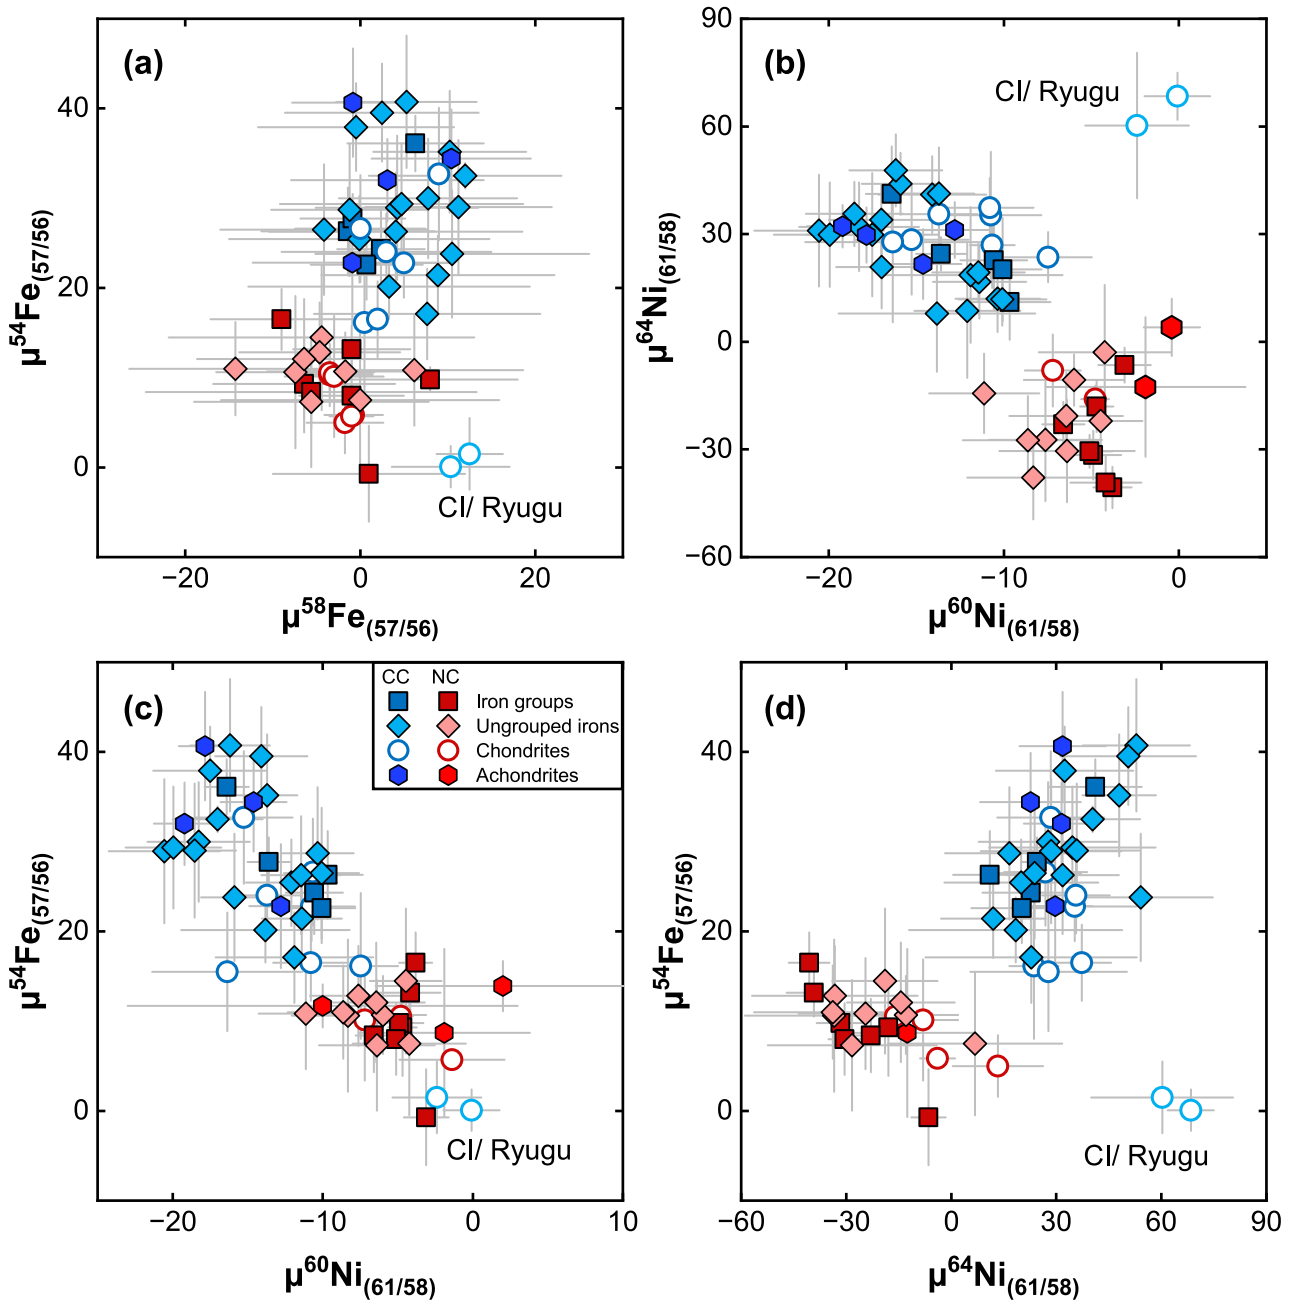 (a)
40
20
0
−20
0
20
CI/ Ryugu
µ⁵⁴Fe(57/56)
µ⁵⁸Fe(57/56)
(b)
90
60
30
0
−30
−60
−20
−10
0
CI/ Ryugu
µ⁶⁴Ni(61/58)
µ⁶⁰Ni(61/58)
(c)
CC NC
Iron groups
Ungrouped irons
Chondrites
Achondrites
40
20
0
−20
−10
0
10
CI/ Ryugu
µ⁵⁴Fe(57/56)
µ⁶⁰Ni(61/58)
(d)
40
20
0
−60
−30
0
30
60
90
CI/ Ryugu
µ⁵⁴Fe(57/56)
µ⁶⁴Ni(61/58)